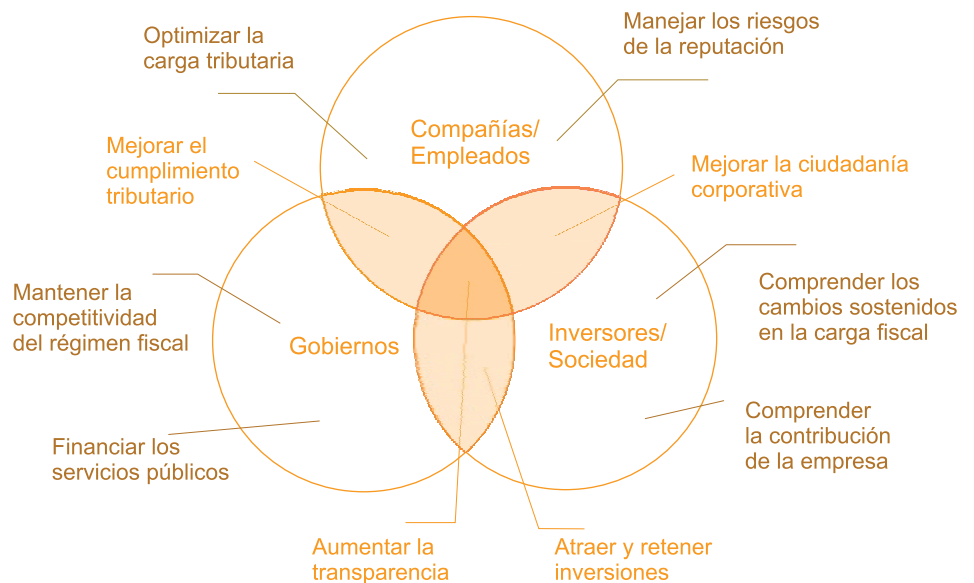 Optimizar la
carga tributaria
Manejar los riesgos
de la reputación
Compañías/
Empleados
Mejorar el
cumplimiento
tributario
Mejorar la ciudadanía
corporativa
Mantener la
competitividad
del régimen fiscal
Gobiernos
Inversores/
Sociedad
Comprender los
cambios sostenidos
en la carga fiscal
Financiar los
servicios públicos
Comprender
la contribución
de la empresa
Aumentar la
transparencia
Atraer y retener
inversiones